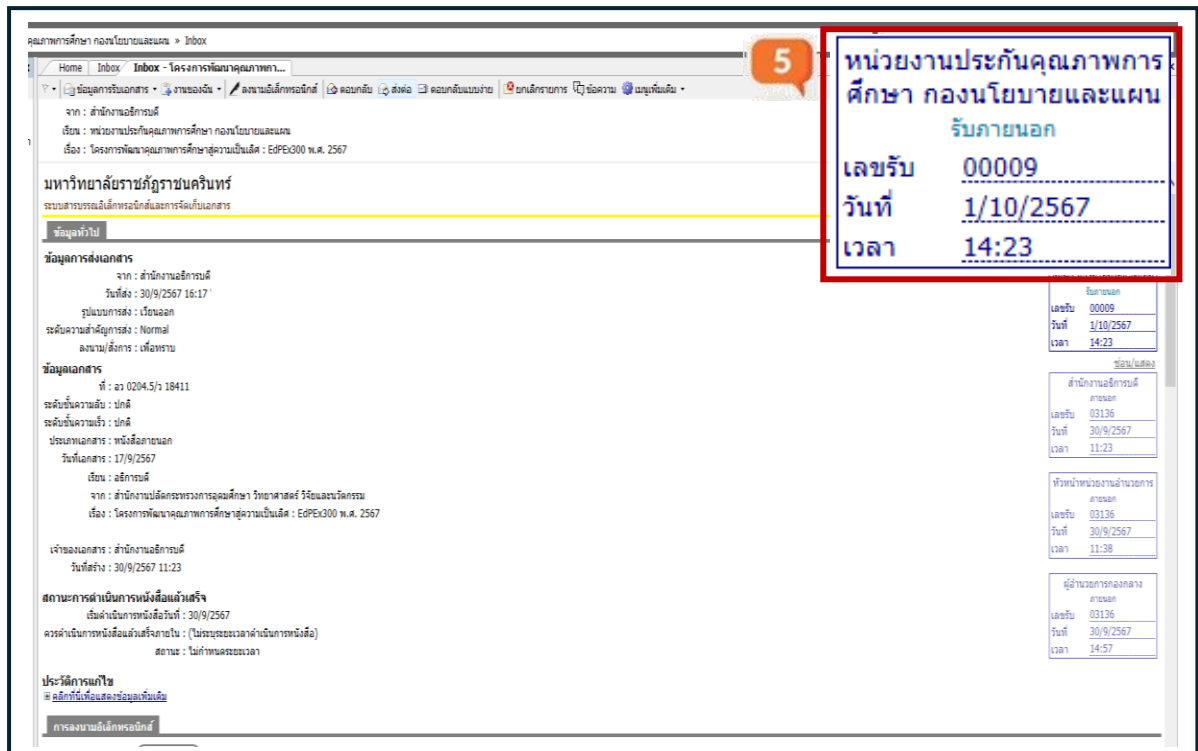 คุณภาพการศึกษา กองนโยบายและแผน » Inbox
Home Inbox Inbox - โครงการพัฒนาคุณภาพกา...
ข้อมูลการรับเอกสาร งานของฉัน ลงนามอิเล็กทรอนิกส์ ตอบกลับ ส่งต่อ ตอบกลับแบบง่าย ยกเลิกรายการ ข้อความ เมนูเพิ่มเติม
จาก : สำนักงานอธิการบดี
เรียน : หน่วยงานประกันคุณภาพการศึกษา กองนโยบายและแผน
เรื่อง : โครงการพัฒนาคุณภาพการศึกษาสู่ความเป็นเลิศ : EdPEx300 พ.ศ. 2567
5
หน่วยงานประกันคุณภาพการ
ศึกษา กองนโยบายและแผน
รับภายนอก
เลขรับ 00009
วันที่ 1/10/2567
เวลา 14:23
มหาวิทยาลัยราชภัฏราชนครินทร์
ระบบสารบรรณอิเล็กทรอนิกส์และการจัดเก็บเอกสาร
ข้อมูลทั่วไป
ข้อมูลการส่งเอกสาร
จาก : สำนักงานอธิการบดี
วันที่ส่ง : 30/9/2567 16:17
รูปแบบการส่ง : เวียนออก
ระดับความสำคัญการส่ง : Normal
ลงนาม/สั่งการ : เพื่อทราบ
ข้อมูลเอกสาร
ที่ : อว 0204.5/ว 18411
ระดับชั้นความลับ : ปกติ
ระดับชั้นความเร็ว : ปกติ
ประเภทเอกสาร : หนังสือภายนอก
วันที่เอกสาร : 17/9/2567
เรียน : อธิการบดี
จาก : สำนักงานปลัดกระทรวงการอุดมศึกษา วิทยาศาสตร์ วิจัยและนวัตกรรม
เรื่อง : โครงการพัฒนาคุณภาพการศึกษาสู่ความเป็นเลิศ : EdPEx300 พ.ศ. 2567
เจ้าของเอกสาร : สำนักงานอธิการบดี
วันที่สร้าง : 30/9/2567 11:23
สถานะการดำเนินการหนังสือแล้วเสร็จ
เริ่มดำเนินการหนังสือวันที่ : 30/9/2567
ควรดำเนินการหนังสือแล้วเสร็จภายใน : (ไม่ระบุระยะเวลาดำเนินการหนังสือ)
สถานะ : ไม่กำหนดระยะเวลา
ประวัติการแก้ไข
คลิกที่นี่เพื่อแสดงข้อมูลเพิ่มเติม
การลงนามอิเล็กทรอนิกส์
รับภายนอก
เลขรับ 00009
วันที่ 1/10/2567
เวลา 14:23
ซ่อน/แสดง
สำนักงานอธิการบดี
ภายนอก
เลขรับ 03136
วันที่ 30/9/2567
เวลา 11:23
หัวหน้าหน่วยงานอำนวยการ
ภายนอก
เลขรับ 03136
วันที่ 30/9/2567
เวลา 11:38
ผู้อำนวยการกองกลาง
ภายนอก
เลขรับ 03136
วันที่ 30/9/2567
เวลา 14:57